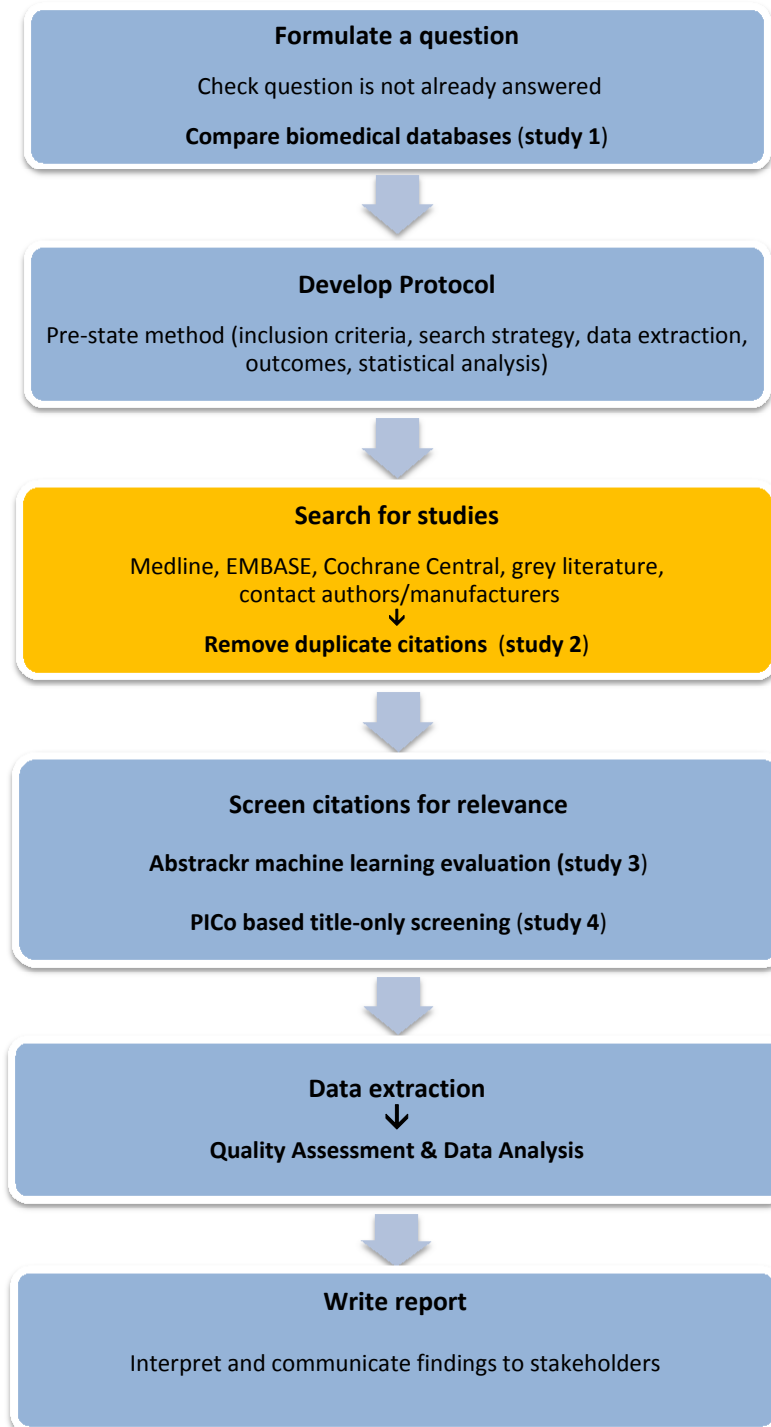 Formulate a question
Check question is not already answered
Compare biomedical databases (study 1)
Develop Protocol
Pre-state method (inclusion criteria, search strategy, data extraction,
outcomes, statistical analysis)
Search for studies
Medline, EMBASE, Cochrane Central, grey literature,
contact authors/manufacturers
↓
Remove duplicate citations (study 2)
Screen citations for relevance
Abstrackr machine learning evaluation (study 3)
PICo based title-only screening (study 4)
Data extraction
↓
Quality Assessment & Data Analysis
Write report
Interpret and communicate findings to stakeholders